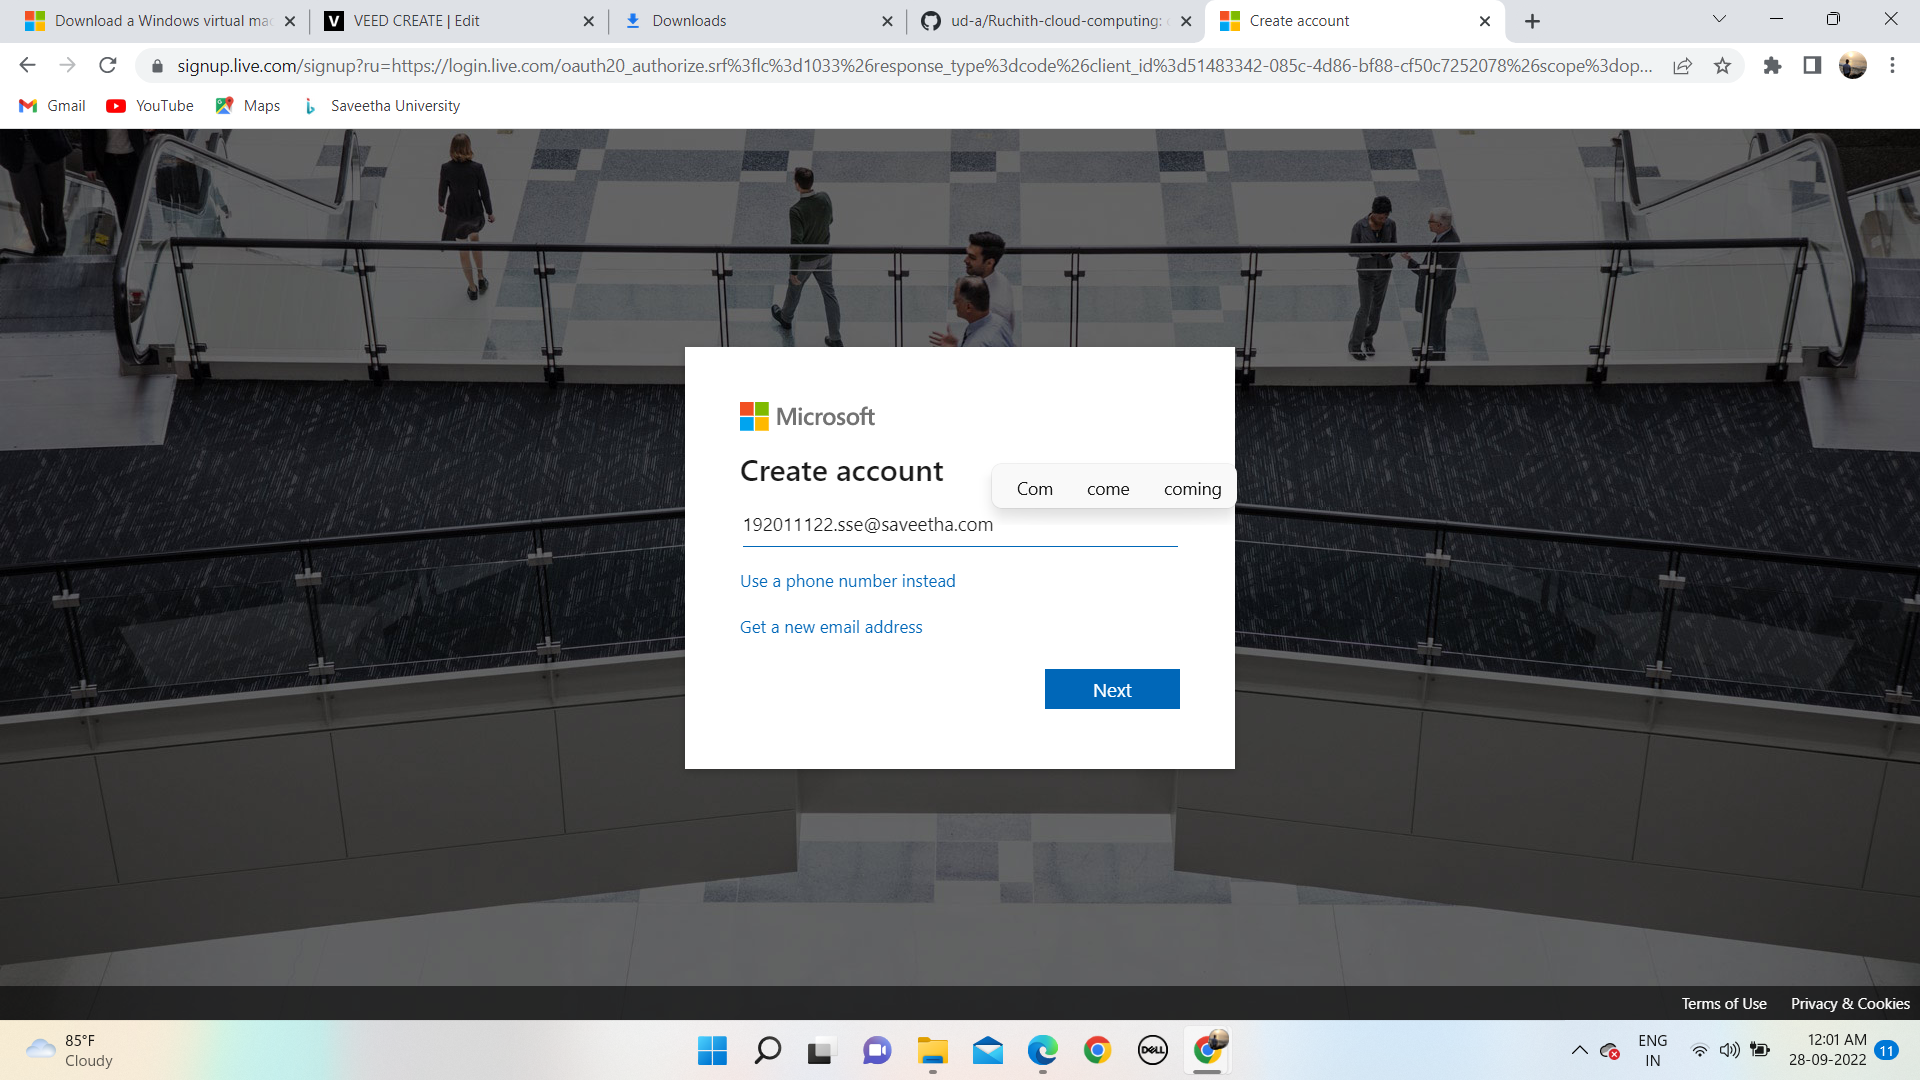 Download a Windows virtual mac
VEED CREATE | Edit
Downloads
ud-a/Ruchith-cloud-computing:
Create account
signup.live.com/signup?ru=https://login.live.com/oauth20_authorize.srf%3flc%3d1033%26response_type%3dcode%26client_id%3d51483342-085c-4d86-bf88-cf50c7252078%26scope%3dop...
Gmail
YouTube
Maps
Saveetha University
Microsoft
Create account
Com come coming
192011122.sse@saveetha.com
Use a phone number instead
Get a new email address
Next
Terms of Use
Privacy & Cookies
85°F
Cloudy
DELL
ENG
IN
12:01 AM
28-09-2022
11